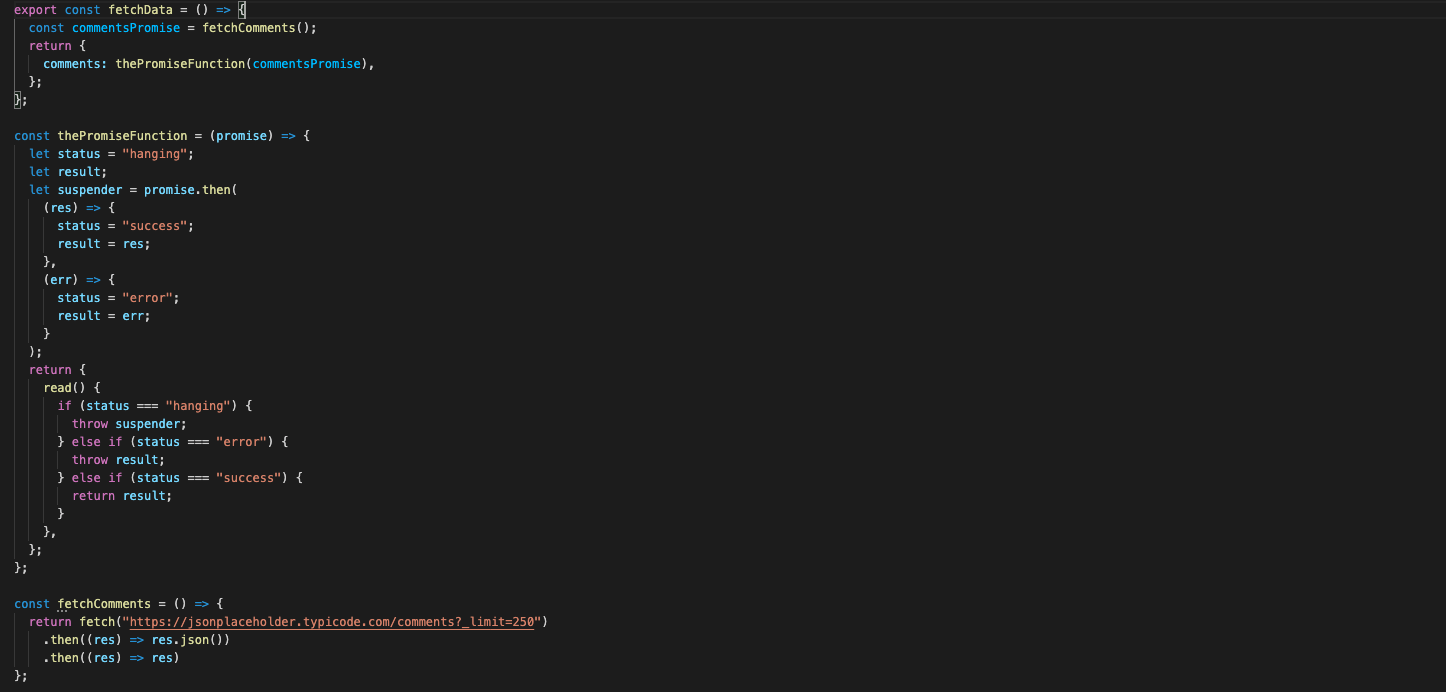 export const fetchData = () => {
  const commentsPromise = fetchComments();
  return {
    comments: thePromiseFunction(commentsPromise),
  };
};

const thePromiseFunction = (promise) => {
  let status = "hanging";
  let result;
  let suspender = promise.then(
    (res) => {
      status = "success";
      result = res;
    },
    (err) => {
      status = "error";
      result = err;
    }
  );
  return {
    read() {
      if (status === "hanging") {
        throw suspender;
      } else if (status === "error") {
        throw result;
      } else if (status === "success") {
        return result;
      }
    },
  };
};

const fetchComments = () => {
  return fetch("https://jsonplaceholder.typicode.com/comments?_limit=250")
    .then((res) => res.json())
    .then((res) => res)
};